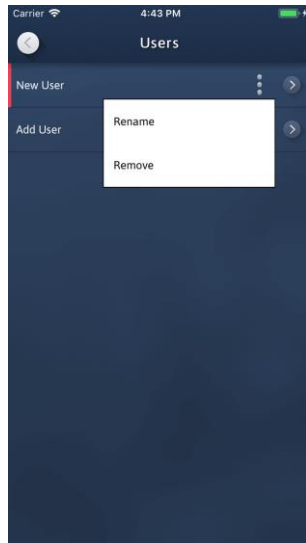 Carrier 4:43 PM
Users
New User
Rename
Add User
Remove